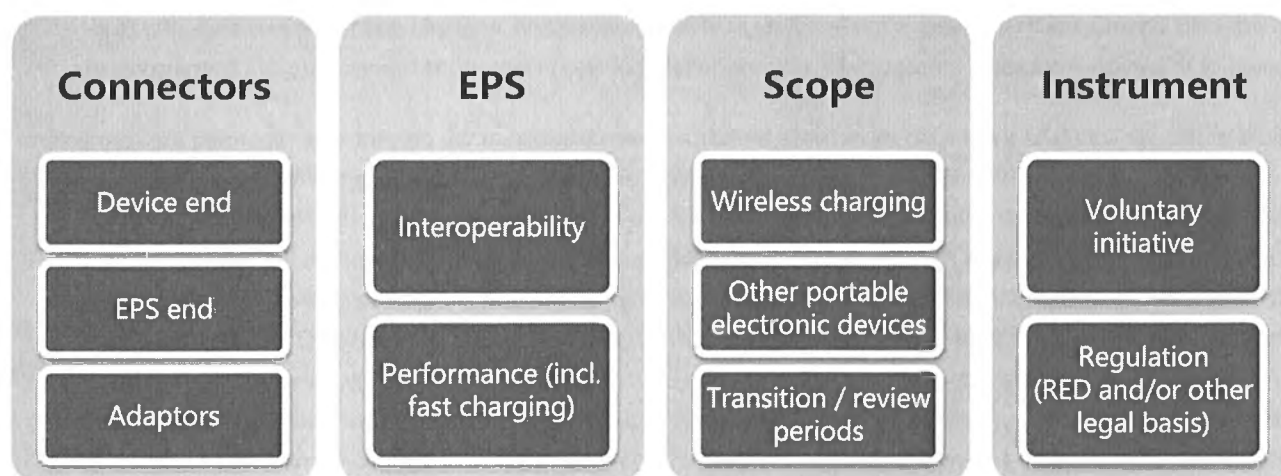 Connectors
Device end
EPS end
Adaptors
EPS
Interoperability
Performance (incl.
fast charging)
Scope
Wireless charging
Other portable
electronic devices
Transition / review
periods
Instrument
Voluntary
initiative
Regulation
(RED and/or other
legal basis)